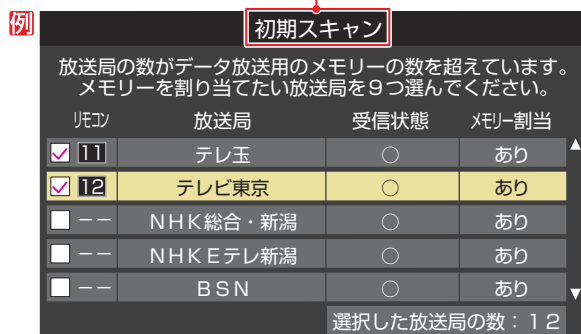 例
初期スキャン
放送局の数がデータ放送用のメモリーの数を超えています。
メモリーを割り当てたい放送局を９つ選んでください。
リモコン 放送局 受信状態 メモリー割当
11 テレ玉 ○ あり
12 テレビ東京 ○ あり
－－ ＮＨＫ総合・新潟 ○ あり
－－ ＮＨＫＥテレ新潟 ○ あり
－－ ＢＳＮ ○ あり
選択した放送局の数：１２